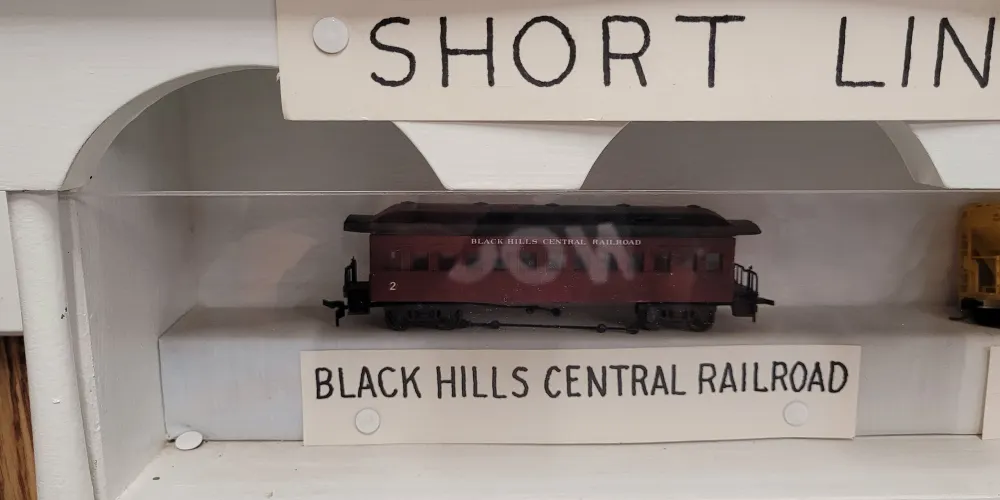 SHORT LIN
BLACK HILLS CENTRAL RAILROAD
2
BLACK HILLS CENTRAL RAILROAD